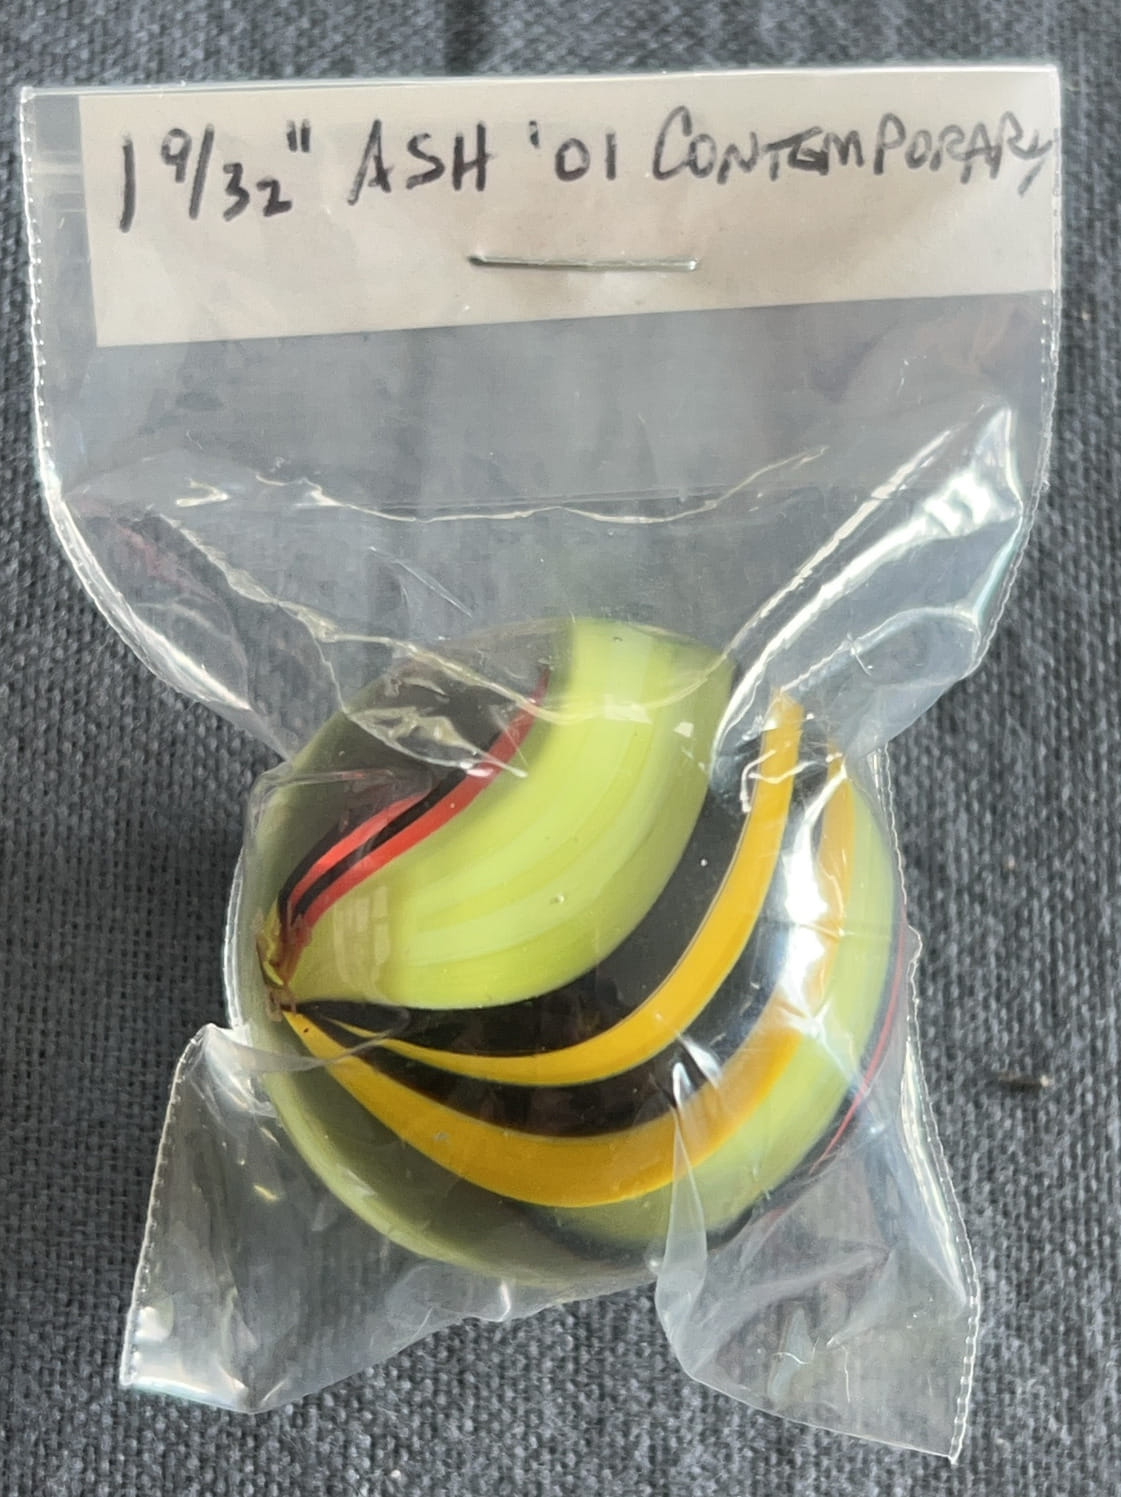 1 9/32" ASH '01 CONTEMPORARY